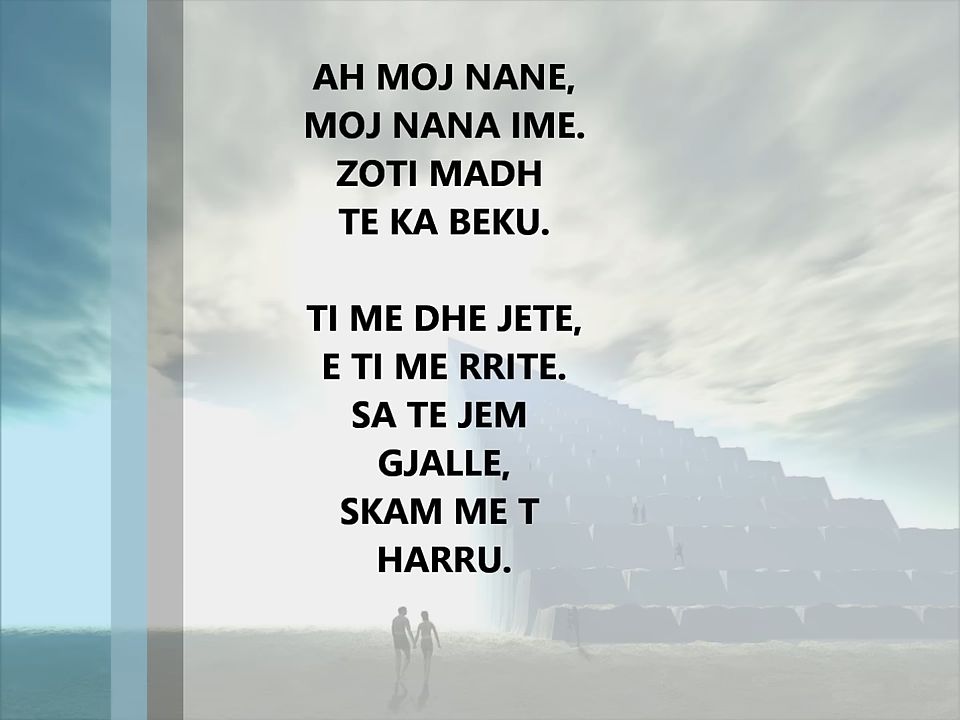 AH MOJ NANE,
MOJ NANA IME.
ZOTI MADH
TE KA BEKU.
TI ME DHE JETE,
E TI ME RRITE.
SA TE JEM
GJALLE,
SKAM ME T
HARRU.